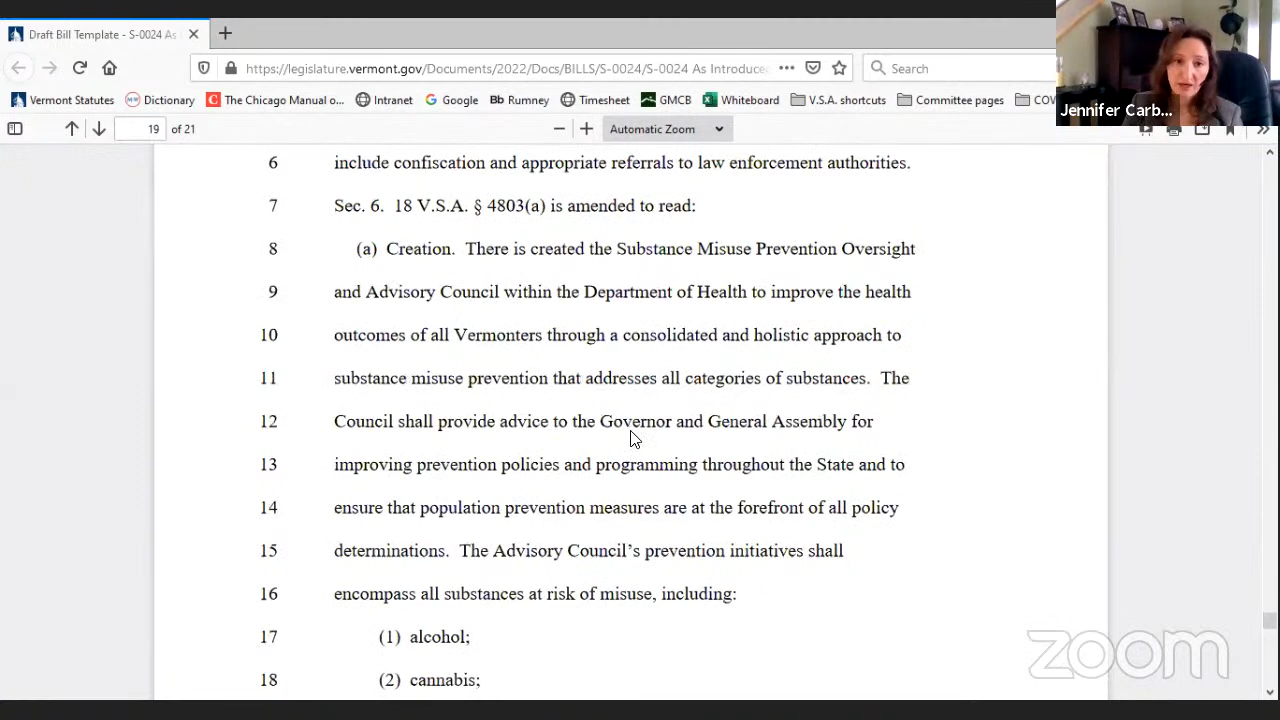 Draft Bill Template - S-0024 As
https://legislature.vermont.gov/Documents/2022/Docs/BILLS/S-0024/S-0024 As Introduced
Search
Vermont Statutes
Dictionary
The Chicago Manual o...
Intranet
Google
Bb Rumney
Timesheet
GMCB
Whiteboard
V.S.A. shortcuts
Committee pages
COV
Jennifer Carb...
19 of 21
Automatic Zoom
6 include confiscation and appropriate referrals to law enforcement authorities.
7 Sec. 6. 18 V.S.A. § 4803(a) is amended to read:
8 (a) Creation. There is created the Substance Misuse Prevention Oversight
9 and Advisory Council within the Department of Health to improve the health
10 outcomes of all Vermonters through a consolidated and holistic approach to
11 substance misuse prevention that addresses all categories of substances. The
12 Council shall provide advice to the Governor and General Assembly for
13 improving prevention policies and programming throughout the State and to
14 ensure that population prevention measures are at the forefront of all policy
15 determinations. The Advisory Council’s prevention initiatives shall
16 encompass all substances at risk of misuse, including:
17 (1) alcohol;
18 (2) cannabis;
zoom